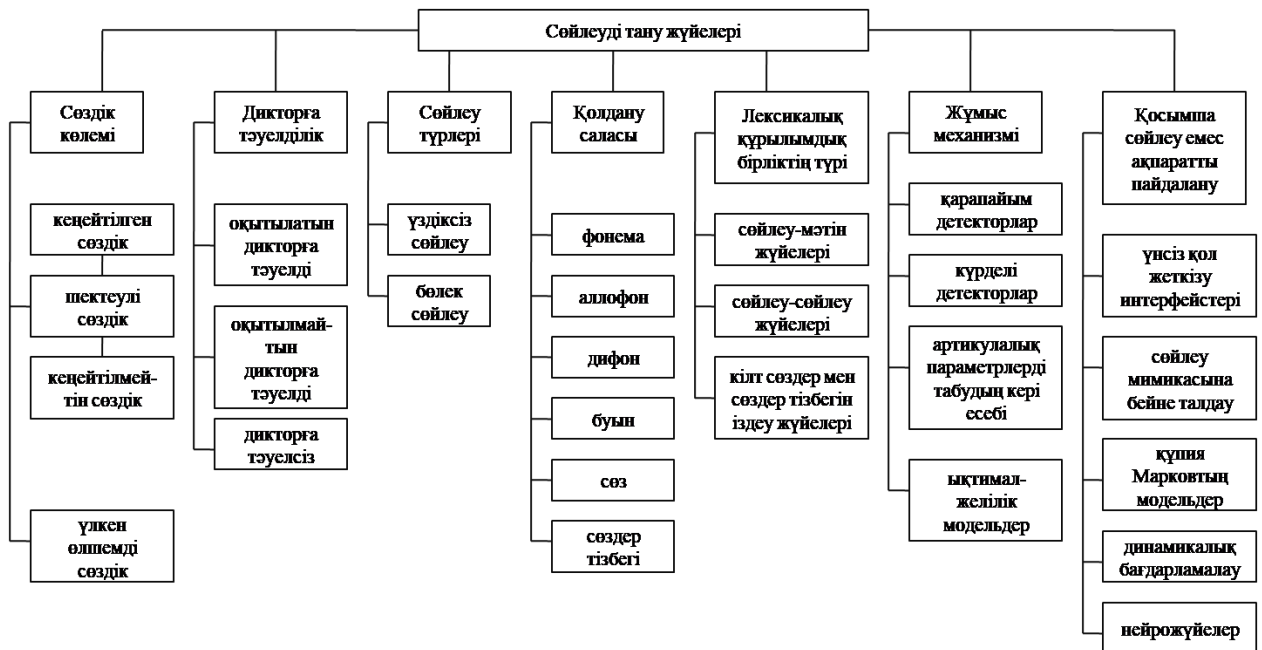 Сөйлеуді тану жүйелері
Сөздік
көлемі
кеңейтілген
сөздік
шектеулі
сөздік
кеңейтілмей-
тін сөздік
үлкен
өлшемді
сөздік
Дикторға
тәуелділік
оқытылатын
дикторға
тәуелді
оқытылмай-
тын
дикторға
тәуелді
дикторға
тәуелсіз
Сөйлеу
түрлері
үздіксіз
сөйлеу
бөлек
сөйлеу
Қолдану
саласы
фонема
аллофон
дифон
буын
сөз
сөздер
тізбегі
Лексикалық
құрылымдық
бірліктің түрі
сөйлеу-мәтін
жүйелері
сөйлеу-сөйлеу
жүйелері
кілт сөздер мен
сөздер тізбегін
іздеу жүйелері
Жұмыс
механизмі
қарапайым
детекторлар
күрделі
детекторлар
артикулалық
параметрлерді
табудың кері
есебі
ықтимал-
желілік
модельдер
Қосымша
сөйлеу емес
ақпаратты
пайдалану
үнсіз қол
жеткізу
интерфейстері
сөйлеу
мимикасына
бейне талдау
құпия
Марковтың
модельдер
динамикалық
бағдарламалау
нейрожүйелер